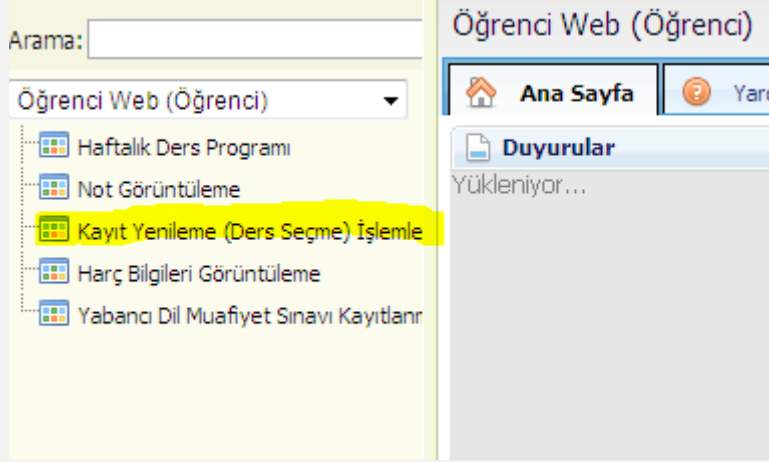 Arama:
Öğrenci Web (Öğrenci)
Haftalık Ders Programı
Not Görüntüleme
Kayıt Yenileme (Ders Seçme) İşlemle
Harç Bilgileri Görüntüleme
Yabancı Dil Muafiyet Sınavı Kayıtlanr
Öğrenci Web (Öğrenci)
Ana Sayfa
Yar
Duyurular
Yükleniyor...